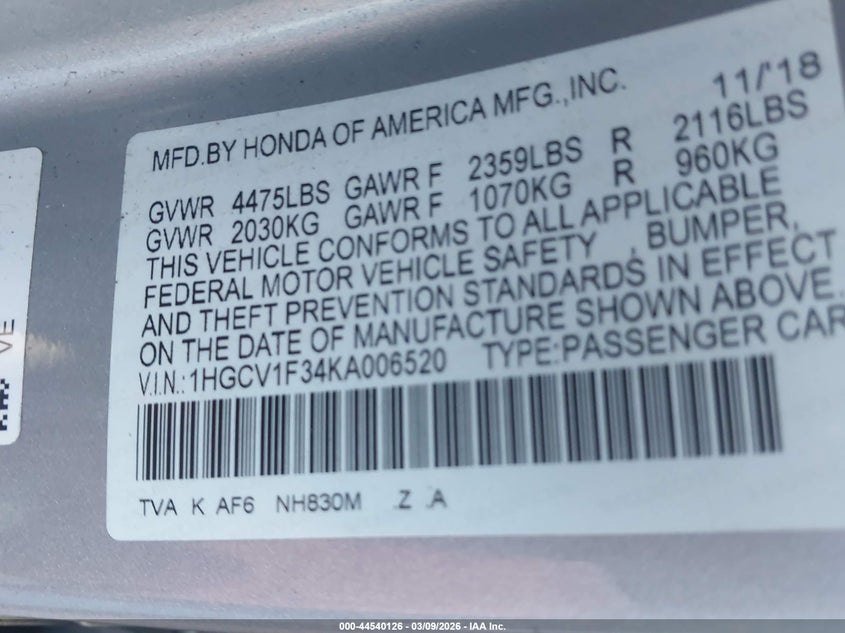 MFD.BY HONDA OF AMERICA MFG.,INC. 11/'18
GVWR 4475LBS GAWR F 2359LBS R 2116LBS
GVWR 2030KG GAWR F 1070KG R 960KG
THIS VEHICLE CONFORMS TO ALL APPLICABLE
FEDERAL MOTOR VEHICLE SAFETY , BUMPER,
AND THEFT PREVENTION STANDARDS IN EFFECT
ON THE DATE OF MANUFACTURE SHOWN ABOVE.
V.I.N.:1HGCV1F34KA006520 TYPE:PASSENGER CAR
TVA K AF6 NH830M .Z .A
VE
000-44540126 - 03/09/2026 - IAA Inc.